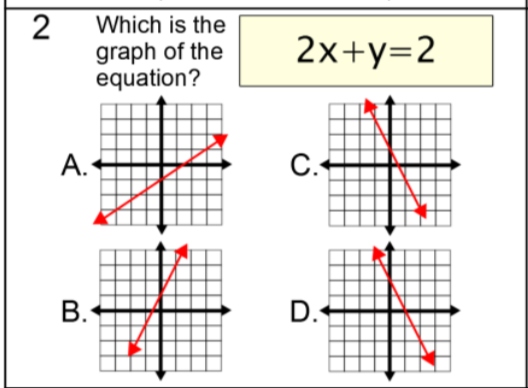 2
Which is the
graph of the
equation?
2x+y=2
A.
C.
B.
D.